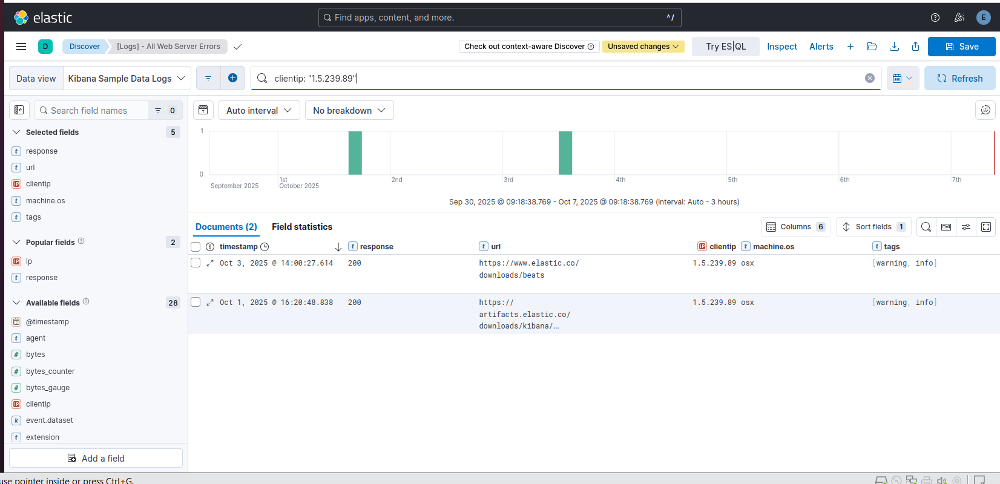 elastic
Find apps, content, and more.
^/
E
D
Discover
[Logs] - All Web Server Errors
Check out context-aware Discover
Unsaved changes
Try ES|QL
Inspect
Alerts
Save
Data view
Kibana Sample Data Logs
clientip: "1.5.239.89"
Refresh
Search field names
0
Auto interval
No breakdown
Selected fields
5
t response
t url
IP clientip
t machine.os
t tags
Popular fields
2
IP ip
t response
Available fields
28
@timestamp
t agent
# bytes
# bytes_counter
# bytes_gauge
IP clientip
k event.dataset
t extension
Add a field
1
0
1st
2nd
3rd
4th
5th
6th
7th
September 2025
October 2025
Sep 30, 2025 @ 09:18:38.769 - Oct 7, 2025 @ 09:18:38.769 (interval: Auto - 3 hours)
Documents (2)
Field statistics
Columns 6
Sort fields 1
timestamp
t response
t url
IP clientip
t machine.os
t tags
Oct 3, 2025 @ 14:00:27.614
200
https://www.elastic.co/
downloads/beats
1.5.239.89
osx
[warning, info]
Oct 1, 2025 @ 16:20:48.838
200
https://
artifacts.elastic.co/
downloads/kibana/…
1.5.239.89
osx
[warning, info]
use pointer inside or press Ctrl+G.